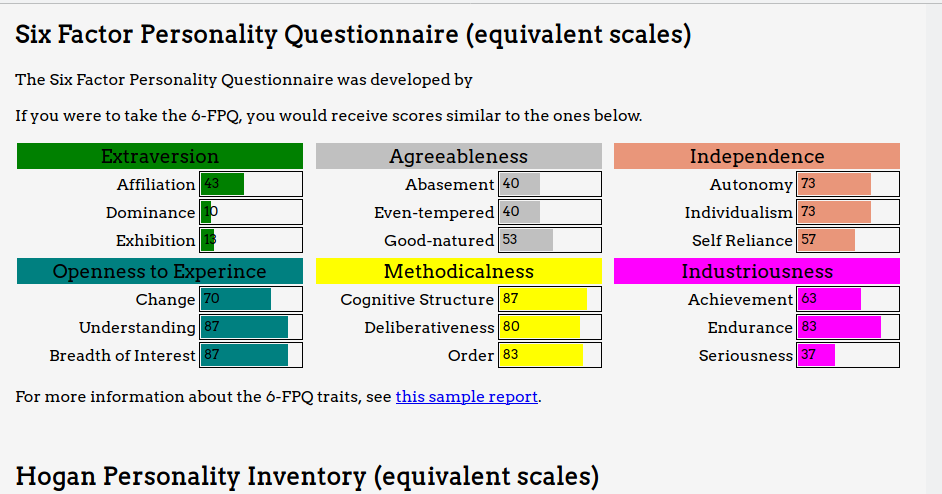 Six Factor Personality Questionnaire (equivalent scales)
The Six Factor Personality Questionnaire was developed by
If you were to take the 6-FPQ, you would receive scores similar to the ones below.
Extraversion Agreeableness Independence
Affiliation 43 Abasement 40 Autonomy 73
Dominance 10 Even-tempered 40 Individualism 73
Exhibition 13 Good-natured 53 Self Reliance 57
Openness to Experince Methodicalness Industriousness
Change 70 Cognitive Structure 87 Achievement 63
Understanding 87 Deliberativeness 80 Endurance 83
Breadth of Interest 87 Order 83 Seriousness 37
For more information about the 6-FPQ traits, see this sample report.
Hogan Personality Inventory (equivalent scales)